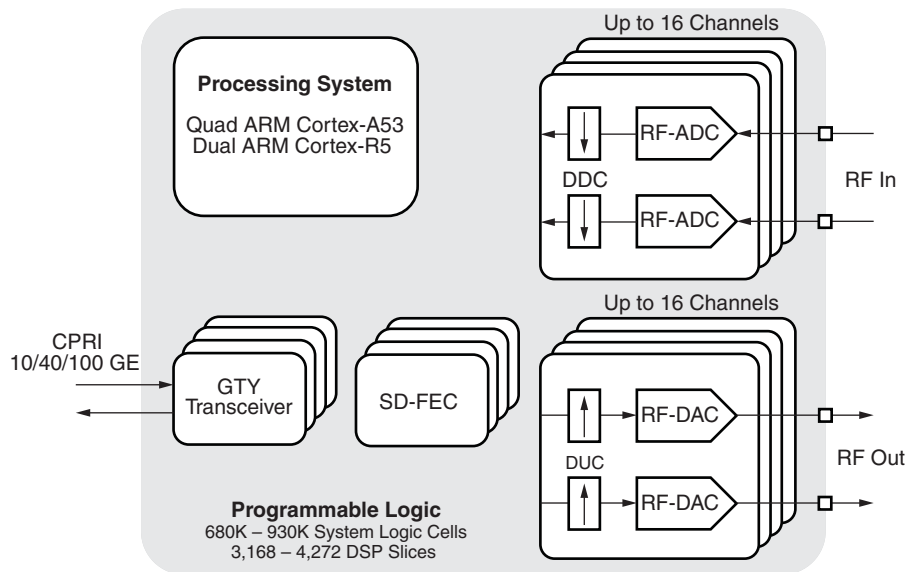 Up to 16 Channels
Processing System
Quad ARM Cortex-A53
Dual ARM Cortex-R5
RF-ADC
DDC
RF-ADC
RF In
Up to 16 Channels
CPRI
10/40/100 GE
GTY
Transceiver
SD-FEC
RF-DAC
DUC
RF-DAC
RF Out
Programmable Logic
680K – 930K System Logic Cells
3,168 – 4,272 DSP Slices